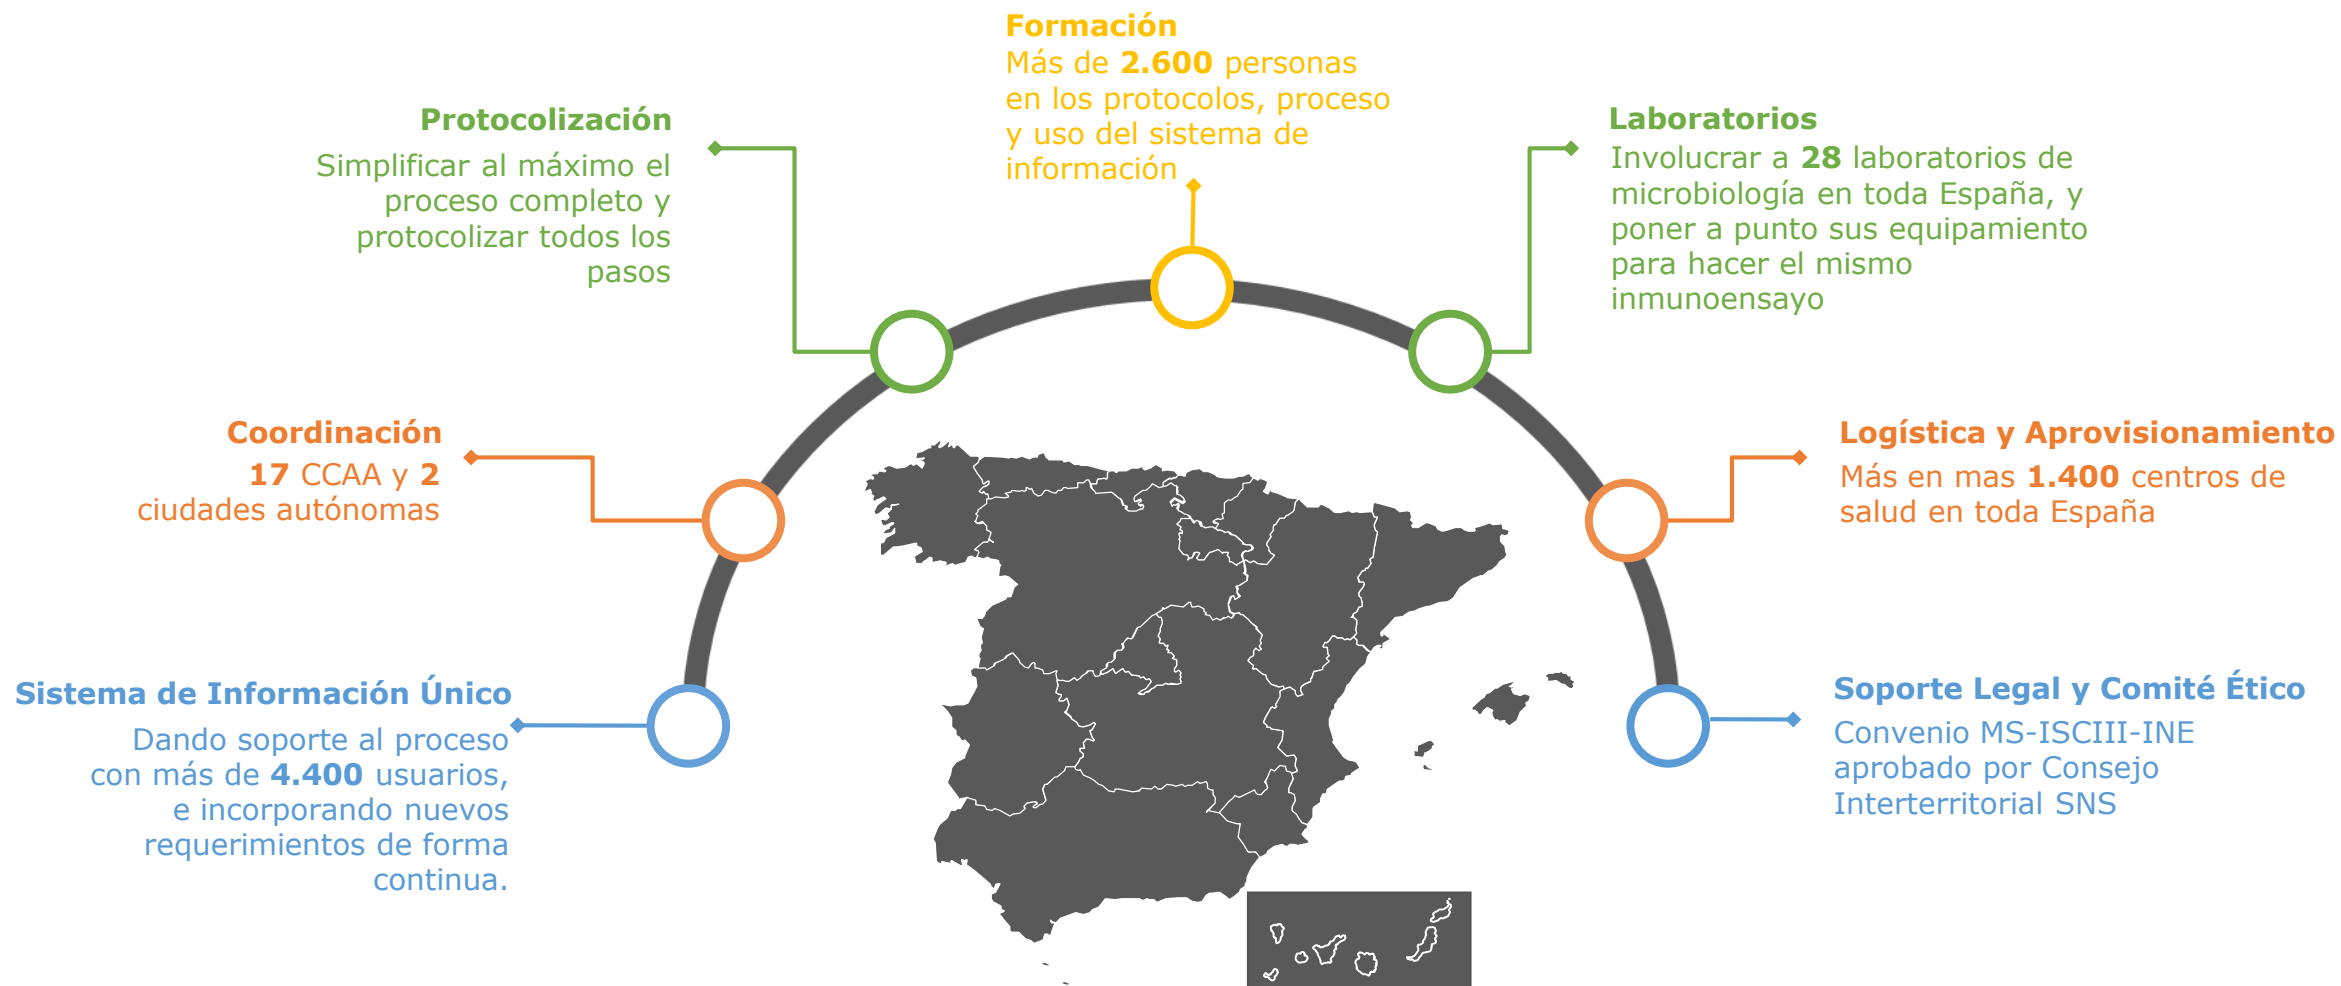 Formación
Más de 2.600 personas
en los protocolos, proceso
y uso del sistema de
información
Protocolización
Simplificar al máximo el
proceso completo y
protocolizar todos los
pasos
Laboratorios
Involucrar a 28 laboratorios de
microbiología en toda España, y
poner a punto sus equipamiento
para hacer el mismo
inmunoensayo
Coordinación
17 CCAA y 2
ciudades autónomas
Logística y Aprovisionamiento
Más en mas 1.400 centros de
salud en toda España
Sistema de Información Único
Dando soporte al proceso
con más de 4.400 usuarios,
e incorporando nuevos
requerimientos de forma
continua.
Soporte Legal y Comité Ético
Convenio MS-ISCIII-INE
aprobado por Consejo
Interterritorial SNS